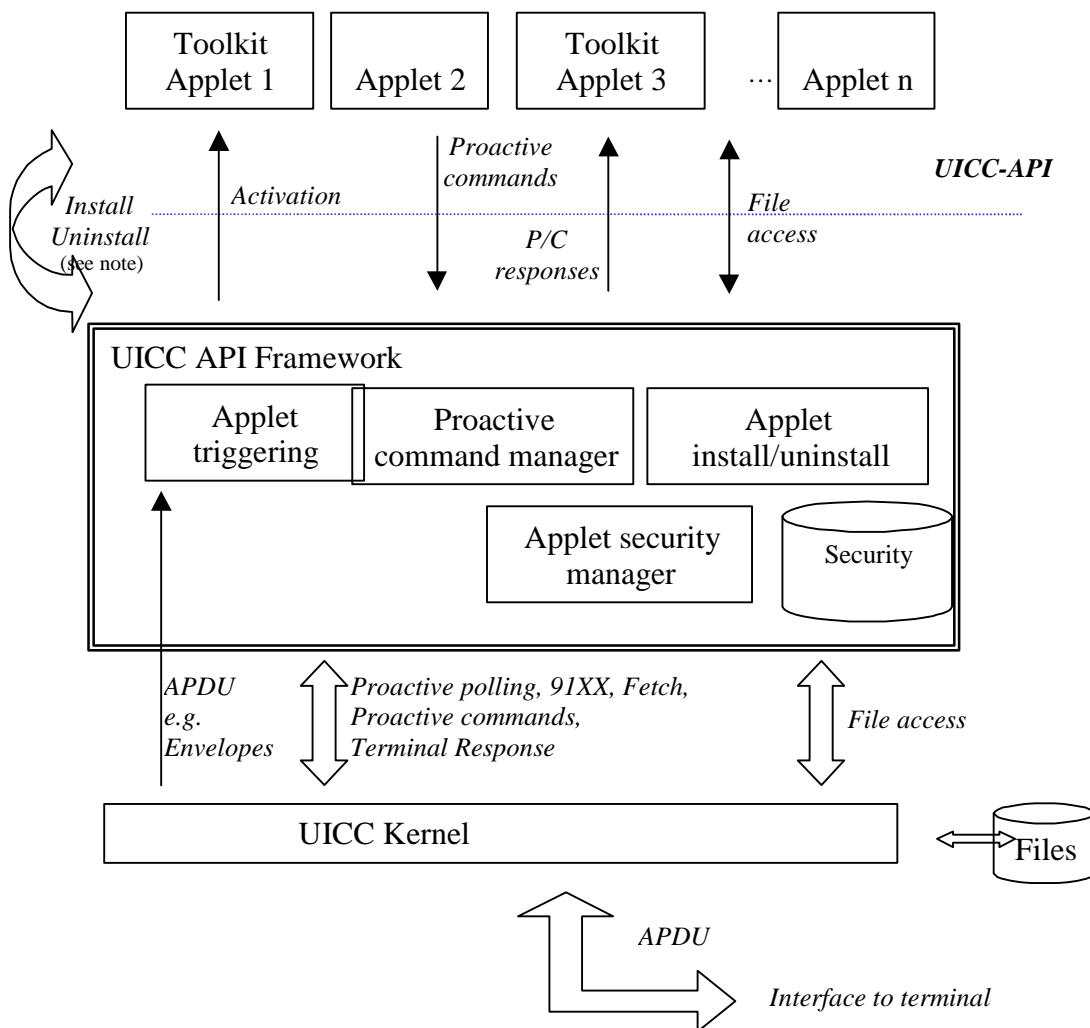 Toolkit
Applet 1
Applet 2
Toolkit
Applet 3
...
Applet n
Proactive
commands
UICC-API
Install
Uninstall
(see note)
Activation
File
access
P/C
responses
UICC API Framework
Applet
triggering
Proactive
command manager
Applet
install/uninstall
Applet security
manager
Security
APDU
e.g.
Envelopes
Proactive polling, 91XX, Fetch,
Proactive commands,
Terminal Response
File access
UICC Kernel
Files
APDU
Interface to terminal